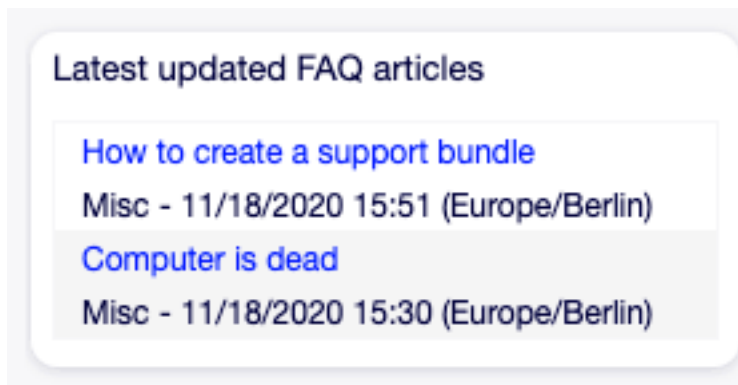 Latest updated FAQ articles
How to create a support bundle
Misc - 11/18/2020 15:51 (Europe/Berlin)
Computer is dead
Misc - 11/18/2020 15:30 (Europe/Berlin)